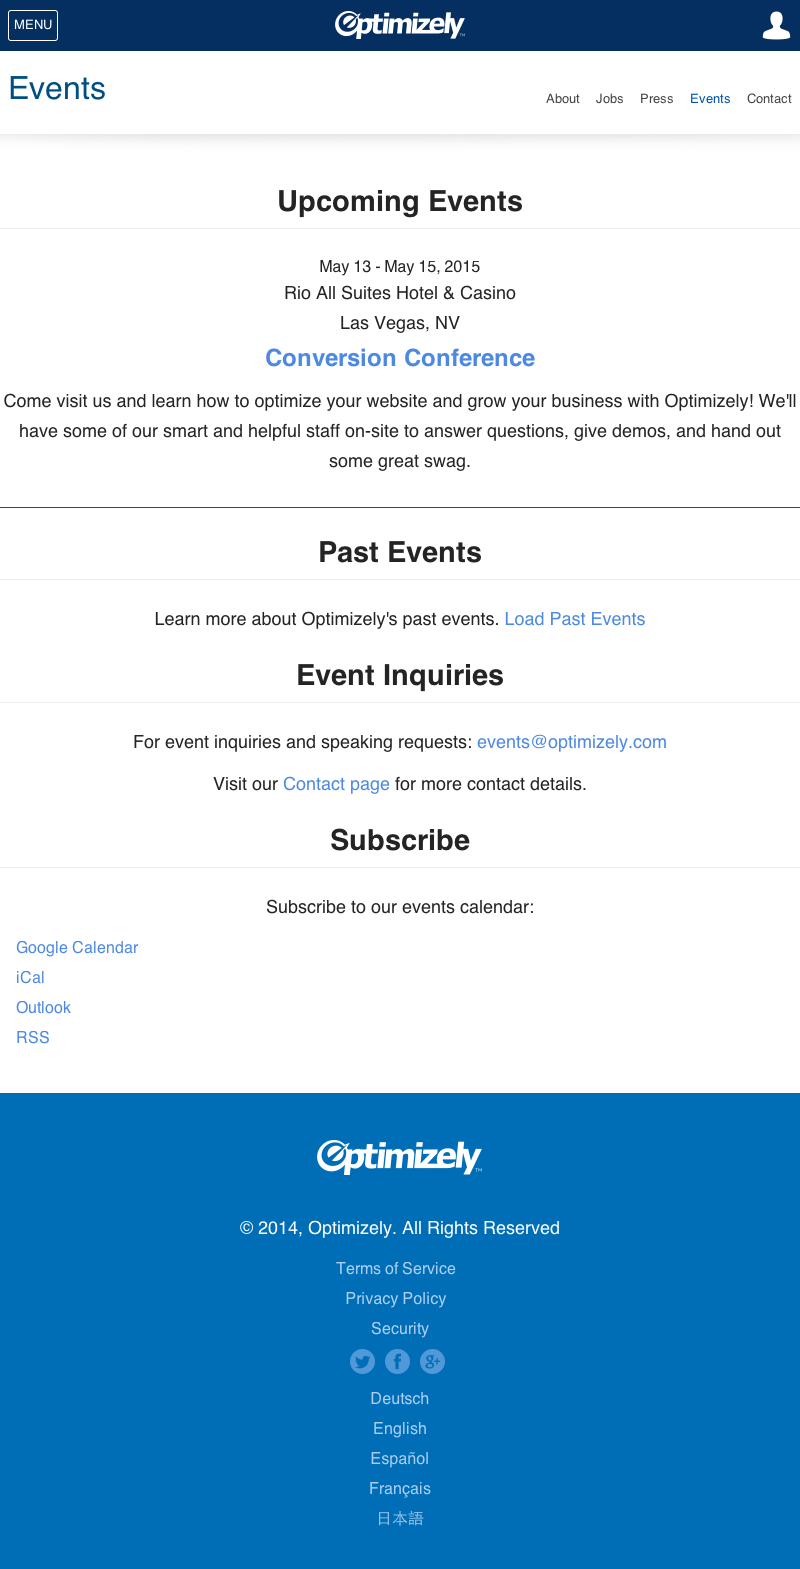 MENU
Optimizely™
Events
About Jobs Press Events Contact
Upcoming Events
May 13 - May 15, 2015
Rio All Suites Hotel & Casino
Las Vegas, NV
Conversion Conference
Come visit us and learn how to optimize your website and grow your business with Optimizely! We'll
have some of our smart and helpful staff on-site to answer questions, give demos, and hand out
some great swag.
Past Events
Learn more about Optimizely's past events. Load Past Events
Event Inquiries
For event inquiries and speaking requests: events@optimizely.com
Visit our Contact page for more contact details.
Subscribe
Subscribe to our events calendar:
Google Calendar
iCal
Outlook
RSS
Optimizely™
© 2014, Optimizely. All Rights Reserved
Terms of Service
Privacy Policy
Security
Deutsch
English
Español
Français
日本語